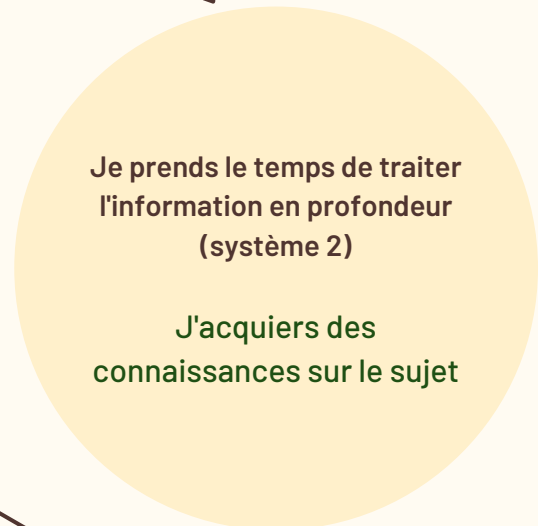 Je prends le temps de traiter
l'information en profondeur
(système 2)
J'acquiers des
connaissances sur le sujet